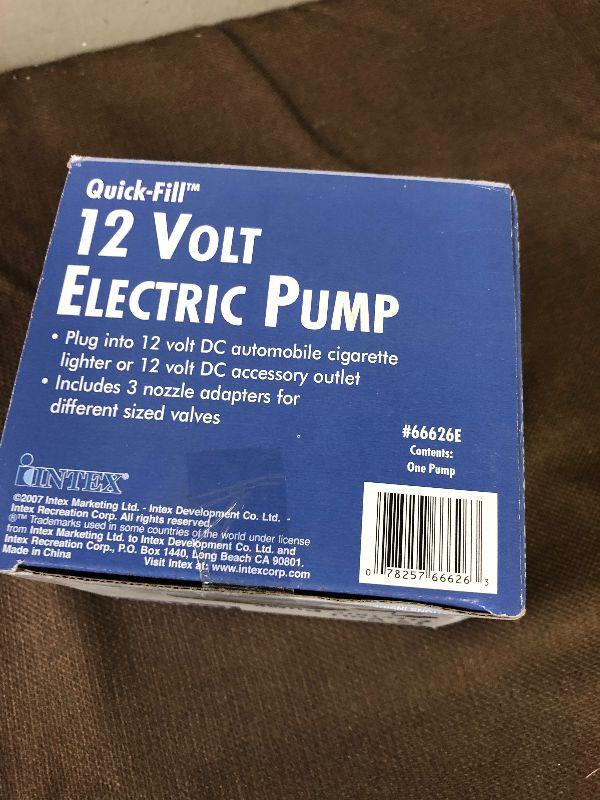 Quick-Fill™
12 VOLT
ELECTRIC PUMP
• Plug into 12 volt DC automobile cigarette
lighter or 12 volt DC accessory outlet
• Includes 3 nozzle adapters for
different sized valves
#66626E
Contents:
One Pump
INTEX®
©2007 Intex Marketing Ltd. - Intex Development Co. Ltd. -
Intex Recreation Corp. All rights reserved.
®™ Trademarks used in some countries of the world under license
from Intex Marketing Ltd. to Intex Development Co. Ltd. and
Intex Recreation Corp., P.O. Box 1440, Long Beach CA 90801.
Made in China
Visit Intex at: www.intexcorp.com
0 78257 66626 3